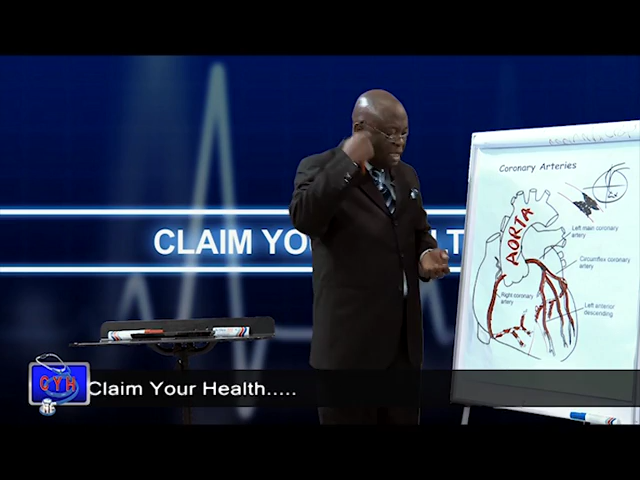 Coronary Arteries
AORTA
Left main coronary
artery
Circumflex coronary
artery
Right coronary
artery
Left anterior
descending
CLAIM YOU
LT
CYH
Claim Your Health.....